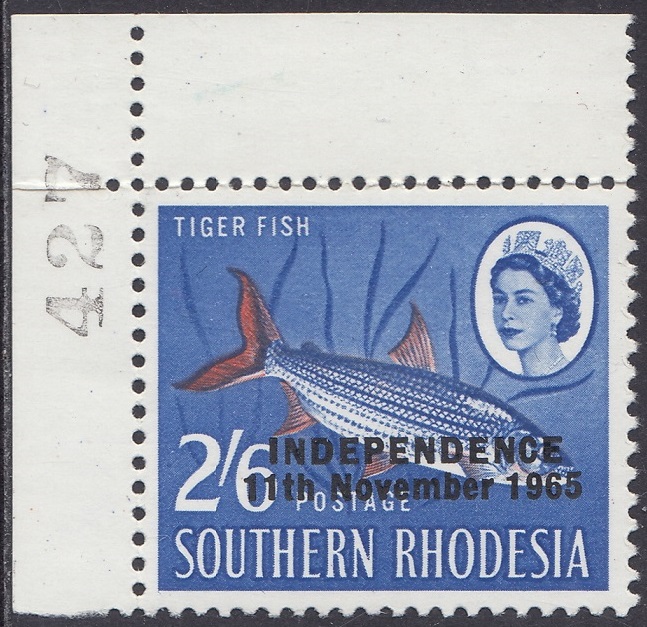 427
TIGER FISH
2/6
INDEPENDENCE
11th November 1965
POSTAGE
SOUTHERN RHODESIA